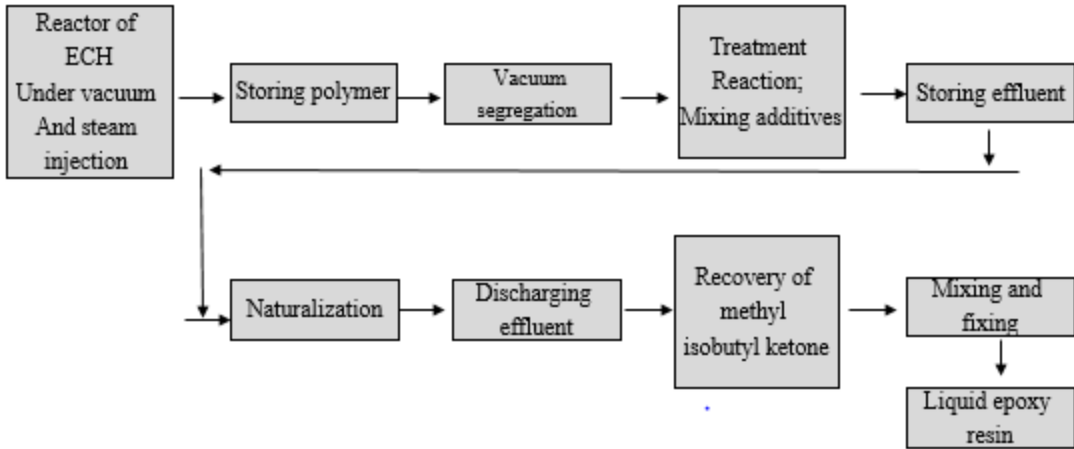 Reactor of
ECH
Under vacuum
And steam
injection
Storing polymer
Vacuum
segregation
Treatment
Reaction;
Mixing additives
Storing effluent
Naturalization
Discharging
effluent
Recovery of
methyl
isobutyl ketone
Mixing and
fixing
Liquid epoxy
resin